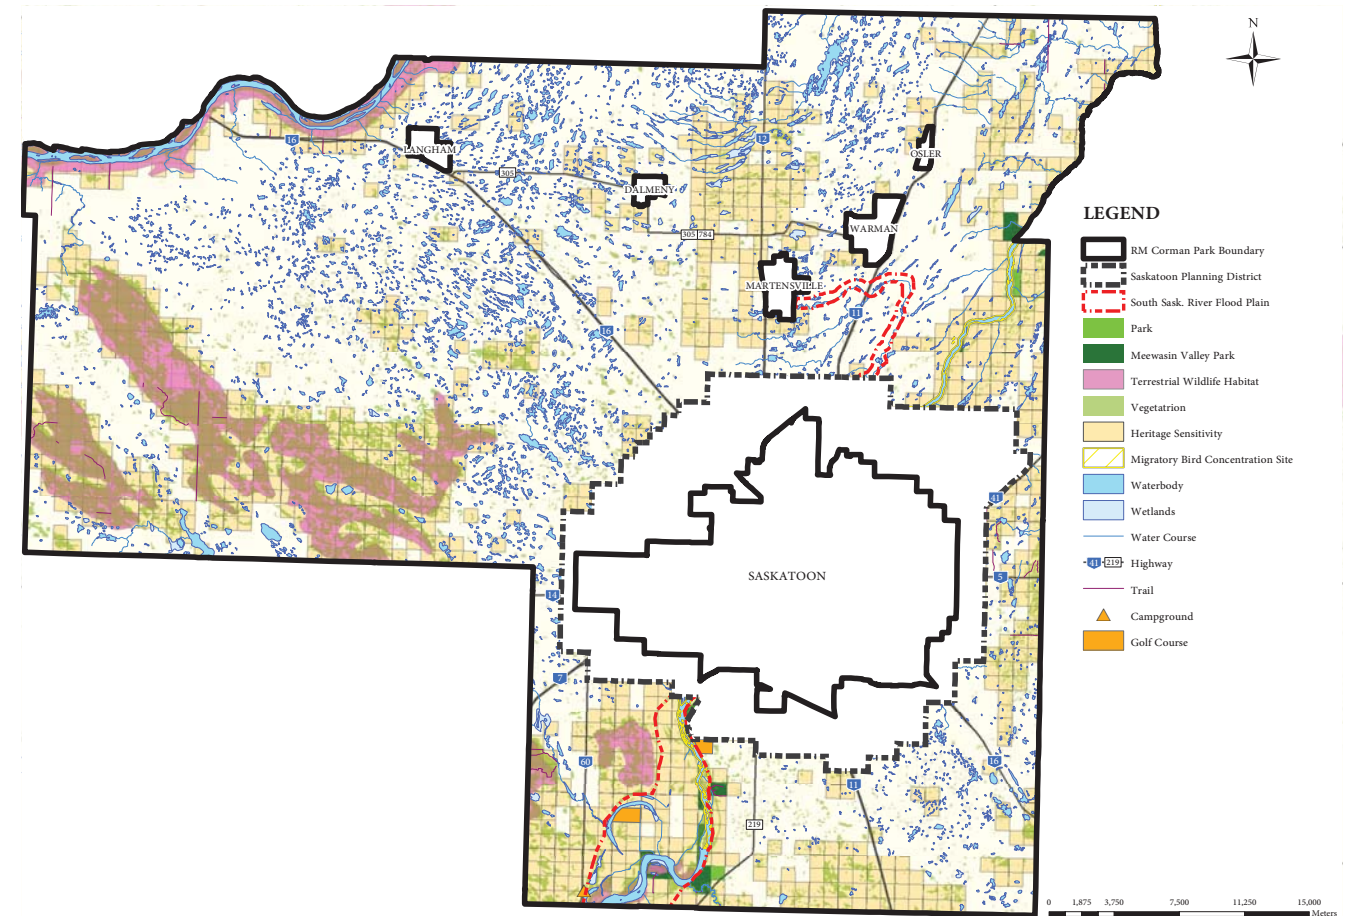 N
12
16
LANGHAM
OSLER
305
DALMENY
WARMAN
305 784
MARTENSVILLE
11
16
41
SASKATOON
5
14
7
60
16
11
219
LEGEND
RM Corman Park Boundary
Saskatoon Planning District
South Sask. River Flood Plain
Park
Meewasin Valley Park
Terrestrial Wildlife Habitat
Vegetatrion
Heritage Sensitivity
Migratory Bird Concentration Site
Waterbody
Wetlands
Water Course
41 219 Highway
Trail
Campground
Golf Course
0 1,875 3,750 7,500 11,250 15,000
Meters